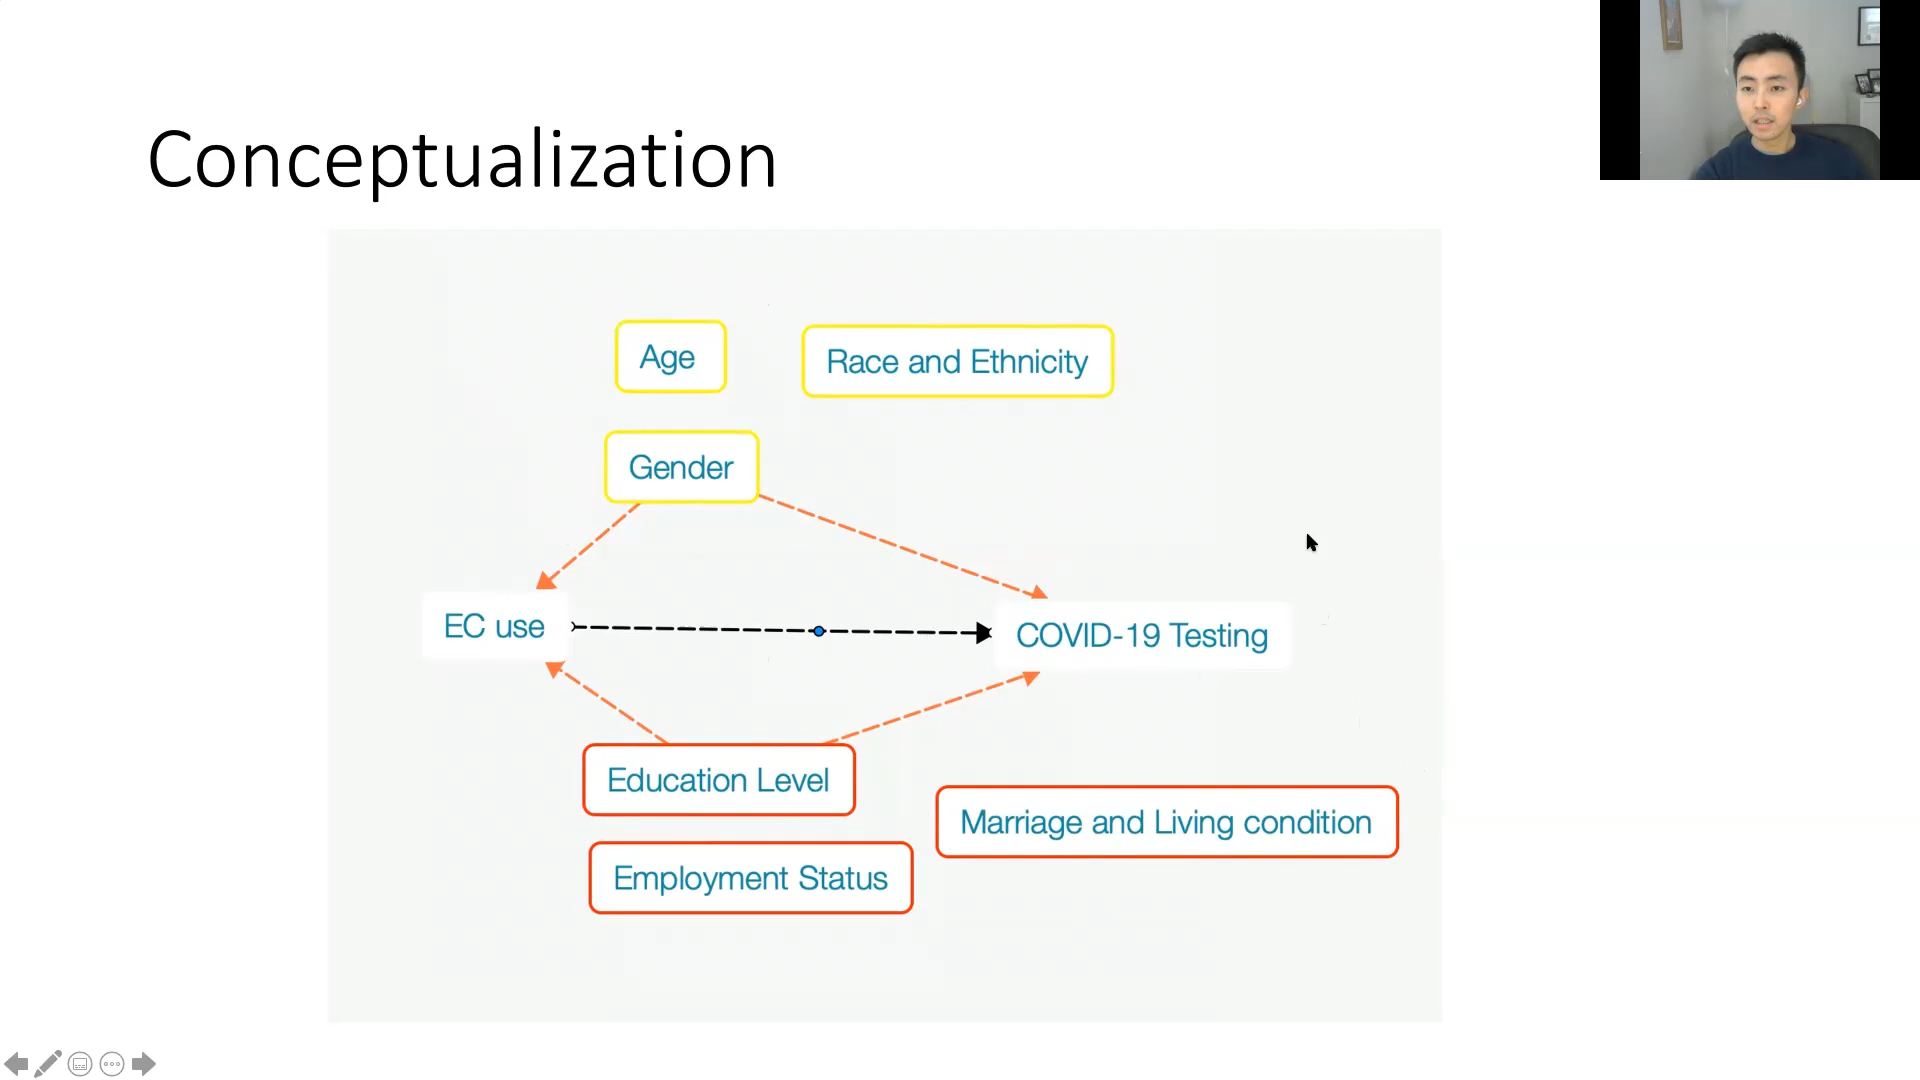 Conceptualization
Age
Race and Ethnicity
Gender
EC use
COVID-19 Testing
Education Level
Marriage and Living condition
Employment Status